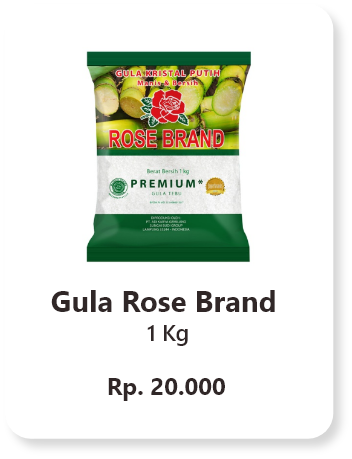 GULA KRISTAL PUTIH
Manis & Bersih
ROSE BRAND
Berat Bersih 1 kg
PREMIUM*
GULA TEBU
Gula Rose Brand
1 Kg
Rp. 20.000